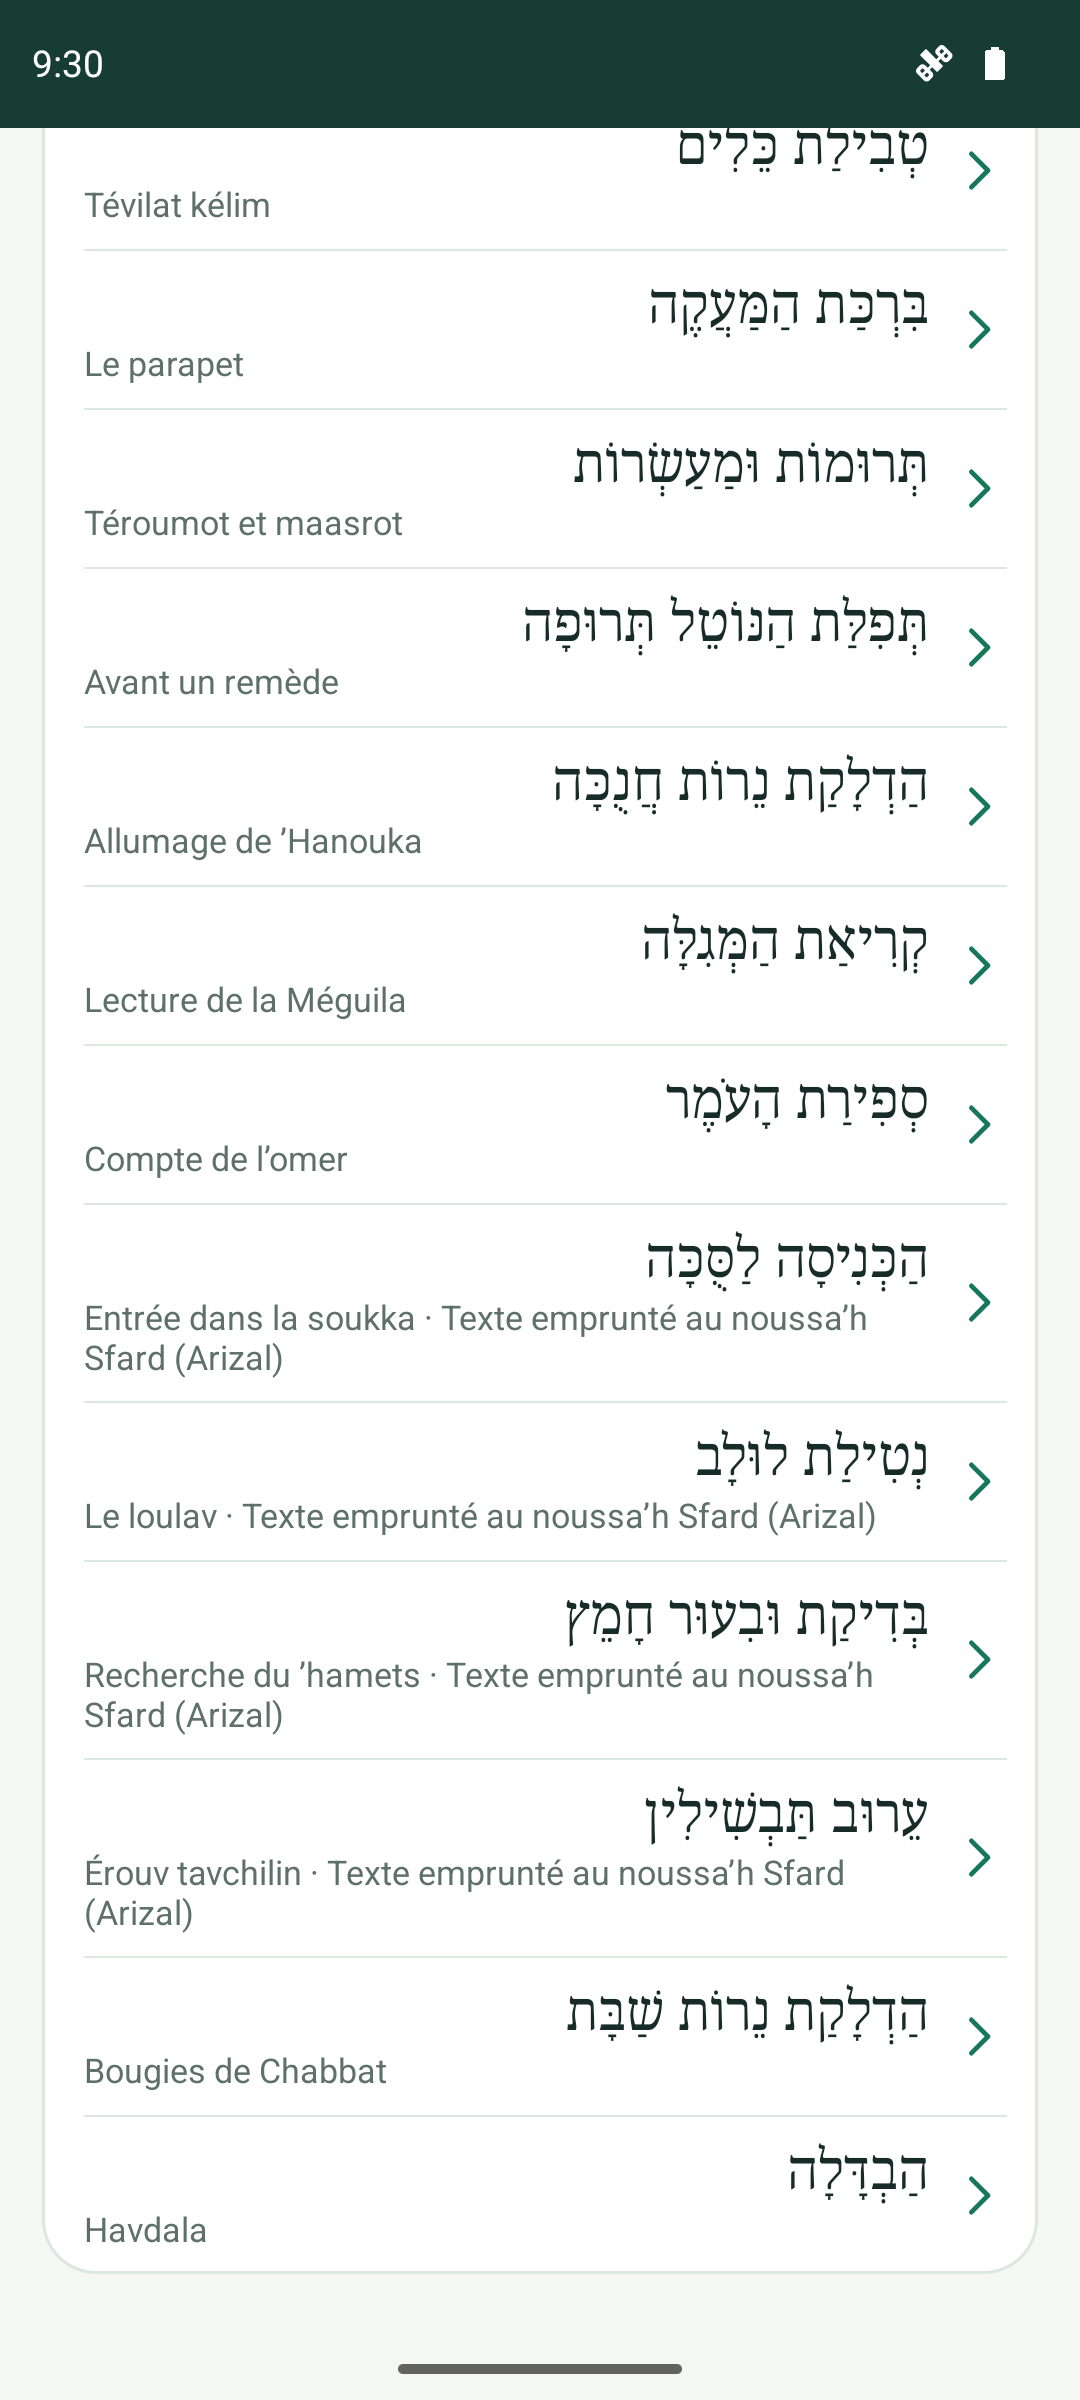 9:30
טְבִילַת כֵּלִים
Tévilat kélim
בִּרְכַּת הַמַּעֲקֶה
Le parapet
תְּרוּמוֹת וּמַעַשְׂרוֹת
Téroumot et maasrot
תְּפִלַּת הַנּוֹטֵל תְּרוּפָה
Avant un remède
הַדְלָקַת נֵרוֹת חֲנֻכָּה
Allumage de ’Hanouka
קְרִיאַת הַמְּגִלָּה
Lecture de la Méguila
סְפִירַת הָעֹמֶר
Compte de l’omer
הַכְּנִיסָה לַסֻּכָּה
Entrée dans la soukka · Texte emprunté au noussa’h
Sfard (Arizal)
נְטִילַת לוּלָב
Le loulav · Texte emprunté au noussa’h Sfard (Arizal)
בְּדִיקַת וּבִעוּר חָמֵץ
Recherche du ’hamets · Texte emprunté au noussa’h
Sfard (Arizal)
עֵרוּב תַּבְשִׁילִין
Érouv tavchilin · Texte emprunté au noussa’h Sfard
(Arizal)
הַדְלָקַת נֵרוֹת שַׁבָּת
Bougies de Chabbat
הַבְדָּלָה
Havdala